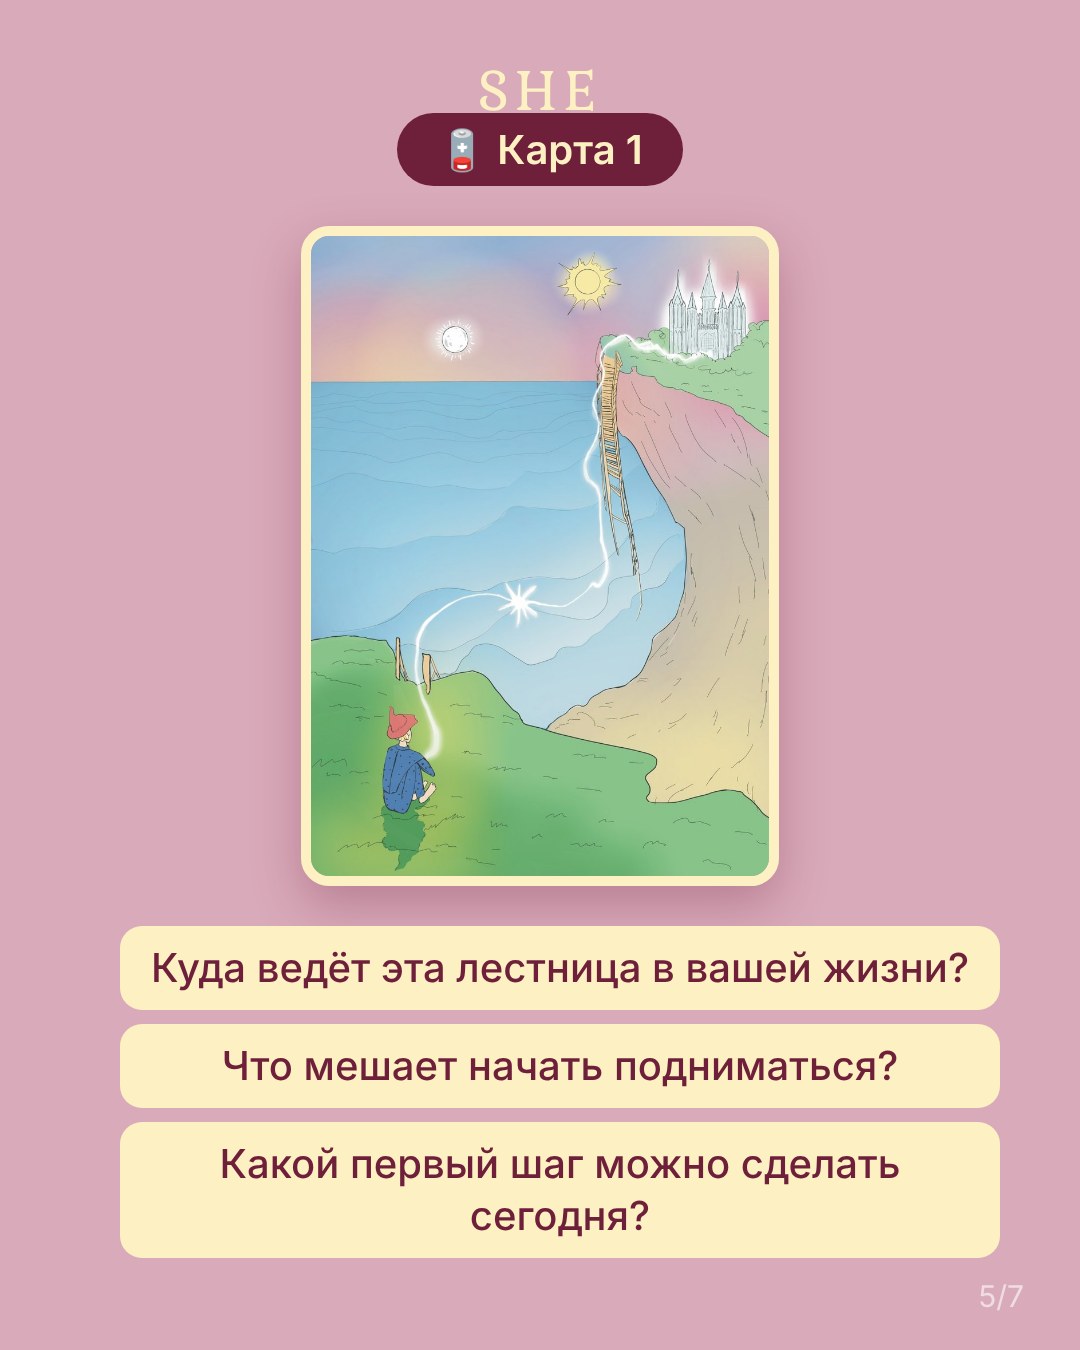 SHE
Карта 1
Куда ведёт эта лестница в вашей жизни?
Что мешает начать подниматься?
Какой первый шаг можно сделать
сегодня?
5/7